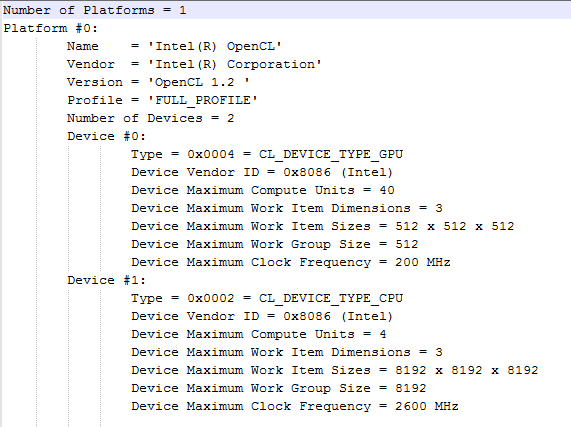 Number of Platforms = 1
Platform #0:
Name    = 'Intel(R) OpenCL'
Vendor  = 'Intel(R) Corporation'
Version = 'OpenCL 1.2 '
Profile = 'FULL_PROFILE'
Number of Devices = 2
Device #0:
Type = 0x0004 = CL_DEVICE_TYPE_GPU
Device Vendor ID = 0x8086 (Intel)
Device Maximum Compute Units = 40
Device Maximum Work Item Dimensions = 3
Device Maximum Work Item Sizes = 512 x 512 x 512
Device Maximum Work Group Size = 512
Device Maximum Clock Frequency = 200 MHz
Device #1:
Type = 0x0002 = CL_DEVICE_TYPE_CPU
Device Vendor ID = 0x8086 (Intel)
Device Maximum Compute Units = 4
Device Maximum Work Item Dimensions = 3
Device Maximum Work Item Sizes = 8192 x 8192 x 8192
Device Maximum Work Group Size = 8192
Device Maximum Clock Frequency = 2600 MHz